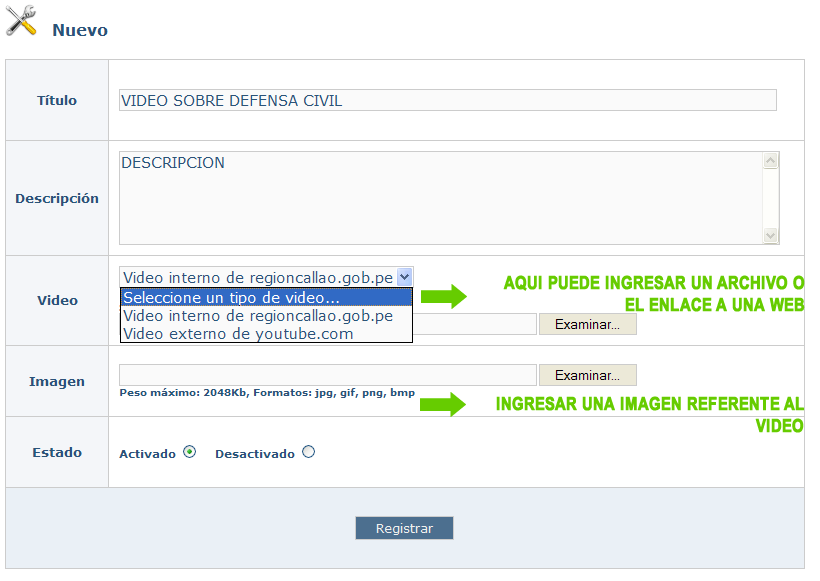 Nuevo
Título
VIDEO SOBRE DEFENSA CIVIL
Descripción
DESCRIPCION
Video
Video interno de regioncallao.gob.pe
Seleccione un tipo de video...
Video interno de regioncallao.gob.pe
Video externo de youtube.com
Examinar...
AQUI PUEDE INGRESAR UN ARCHIVO O
EL ENLACE A UNA WEB
Imagen
Examinar...
Peso máximo: 2048Kb, Formatos: jpg, gif, png, bmp
INGRESAR UNA IMAGEN REFERENTE AL
VIDEO
Estado
Activado
Desactivado
Registrar